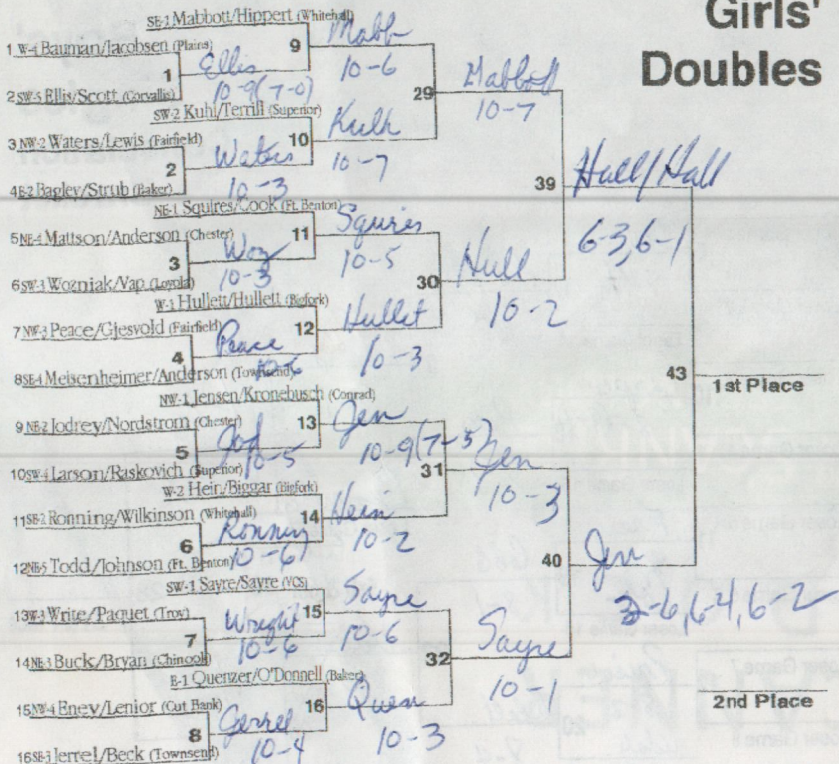 Girls'
Doubles
SE-1 Mabbott/Hippert (Whitehall)
1 W-4 Bauman/Jacobsen (Plains)
9 Mabb
1 Ellis 10-6
10-9(7-0)
2 SW-5 Ellis/Scott (Corvallis)
29 Mabbott
10-7
SW-2 Kuhl/Terrill (Superior)
3 NW-2 Waters/Lewis (Fairfield)
10 Kulh
2 Waters 10-7
10-3
4 E-2 Bagley/Strub (Baker)
39 Hull/Hall
6-3, 6-1
NE-1 Squires/Cook (Ft. Benton)
5 NE-4 Mattson/Anderson (Chester)
11 Squires
3 Woz 10-5
10-3
6 SW-3 Wozniak/Vap (Loyola)
30 Hull
10-2
W-1 Hullett/Hullett (Bigfork)
7 NW-3 Peace/Gjesvold (Fairfield)
12 Hullet
4 Peace 10-3
8 SE-4 Meisenheimer/Anderson (Townsend)
43 1st Place
NW-1 Jensen/Kronebusch (Conrad)
9 NE-2 Jodrey/Nordstrom (Chester)
13 Jen
5 Jod 10-9(7-5)
10-5
10 SW-4 Larson/Raskovich (Superior)
31 Jen
10-3
W-2 Hein/Biggar (Bigfork)
11 SE-2 Ronning/Wilkinson (Whitehall)
14 Hein
6 Ronning 10-2
10-6
12 NE-5 Todd/Johnson (Ft. Benton)
40 Jen
-6, 6-4, 6-2
SW-1 Sayre/Sayre (VCS)
13 W-3 Write/Paquet (Troy)
15 Sayre
7 Wright 10-6
10-6
14 NE-3 Buck/Bryan (Chinook)
32 Sayre
10-1
E-1 Quenzer/O'Donnell (Baker)
15 NW-4 Eney/Lenior (Cut Bank)
16 Quen
8 Gerrel 10-3
10-4
16 SE-3 Jerrel/Beck (Townsend)
2nd Place